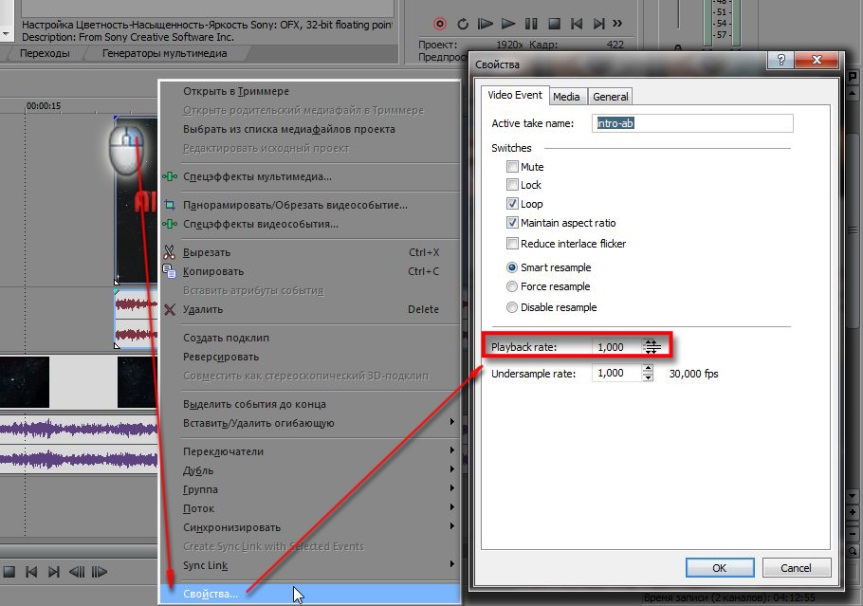 Настройка Цветность-Насыщенность-Яркость Sony: OFX, 32-bit floating poin
Description: From Sony Creative Software Inc.
Переходы
Генераторы мультимедиа
Проект: 1920x Кадр: 422
Предпрос
-48-
-51-
-54-
-57-
00:00:15
Открыть в Триммере
Открыть родительский медиафайл в Триммере
Выбрать из списка медиафайлов проекта
Редактировать исходный проект
Спецэффекты мультимедиа...
Панорамировать/Обрезать видеособытие...
Спецэффекты видеособытия...
Вырезать Ctrl+X
Копировать Ctrl+C
Вставить атрибуты события
Удалить Delete
Создать подклип
Реверсировать
Совместить как стереоскопический 3D-подклип
Выделить события до конца
Вставить/Удалить огибающую
Переключатели
Дубль
Группа
Поток
Синхронизировать
Create Sync Link with Selected Events
Sync Link
Свойства...
Свойства
Video Event Media General
Active take name: intro-ab
Switches
Mute
Lock
Loop
Maintain aspect ratio
Reduce interlace flicker
Smart resample
Force resample
Disable resample
Playback rate: 1,000
Undersample rate: 1,000 30,000 fps
OK Cancel
Время записи (2 каналов): 04:12:55